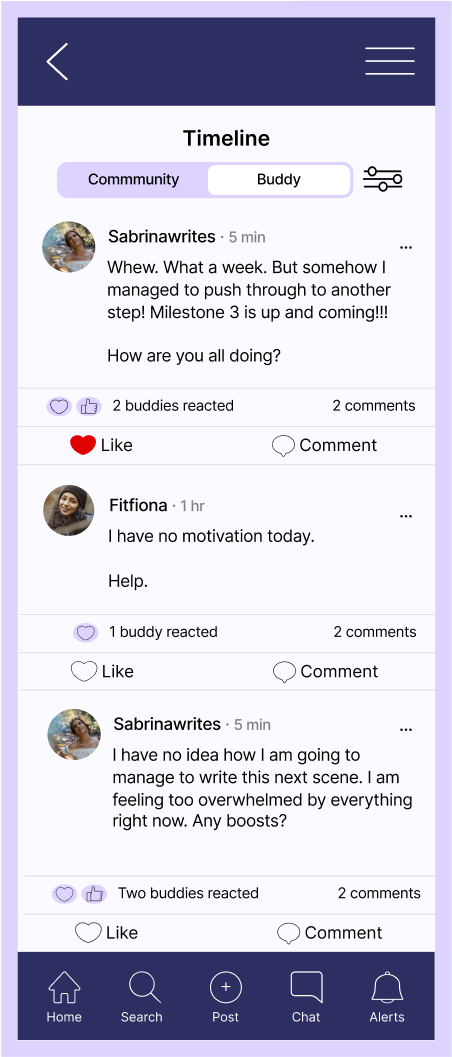 Timeline
Commmunity
Buddy
Sabrinawrites · 5 min
...
Whew. What a week. But somehow I
managed to push through to another
step! Milestone 3 is up and coming!!!
How are you all doing?
2 buddies reacted
2 comments
Like
Comment
Fitfiona · 1 hr
...
I have no motivation today.
Help.
1 buddy reacted
2 comments
Like
Comment
Sabrinawrites · 5 min
...
I have no idea how I am going to
manage to write this next scene. I am
feeling too overwhelmed by everything
right now. Any boosts?
Two buddies reacted
2 comments
Like
Comment
Home
Search
Post
Chat
Alerts